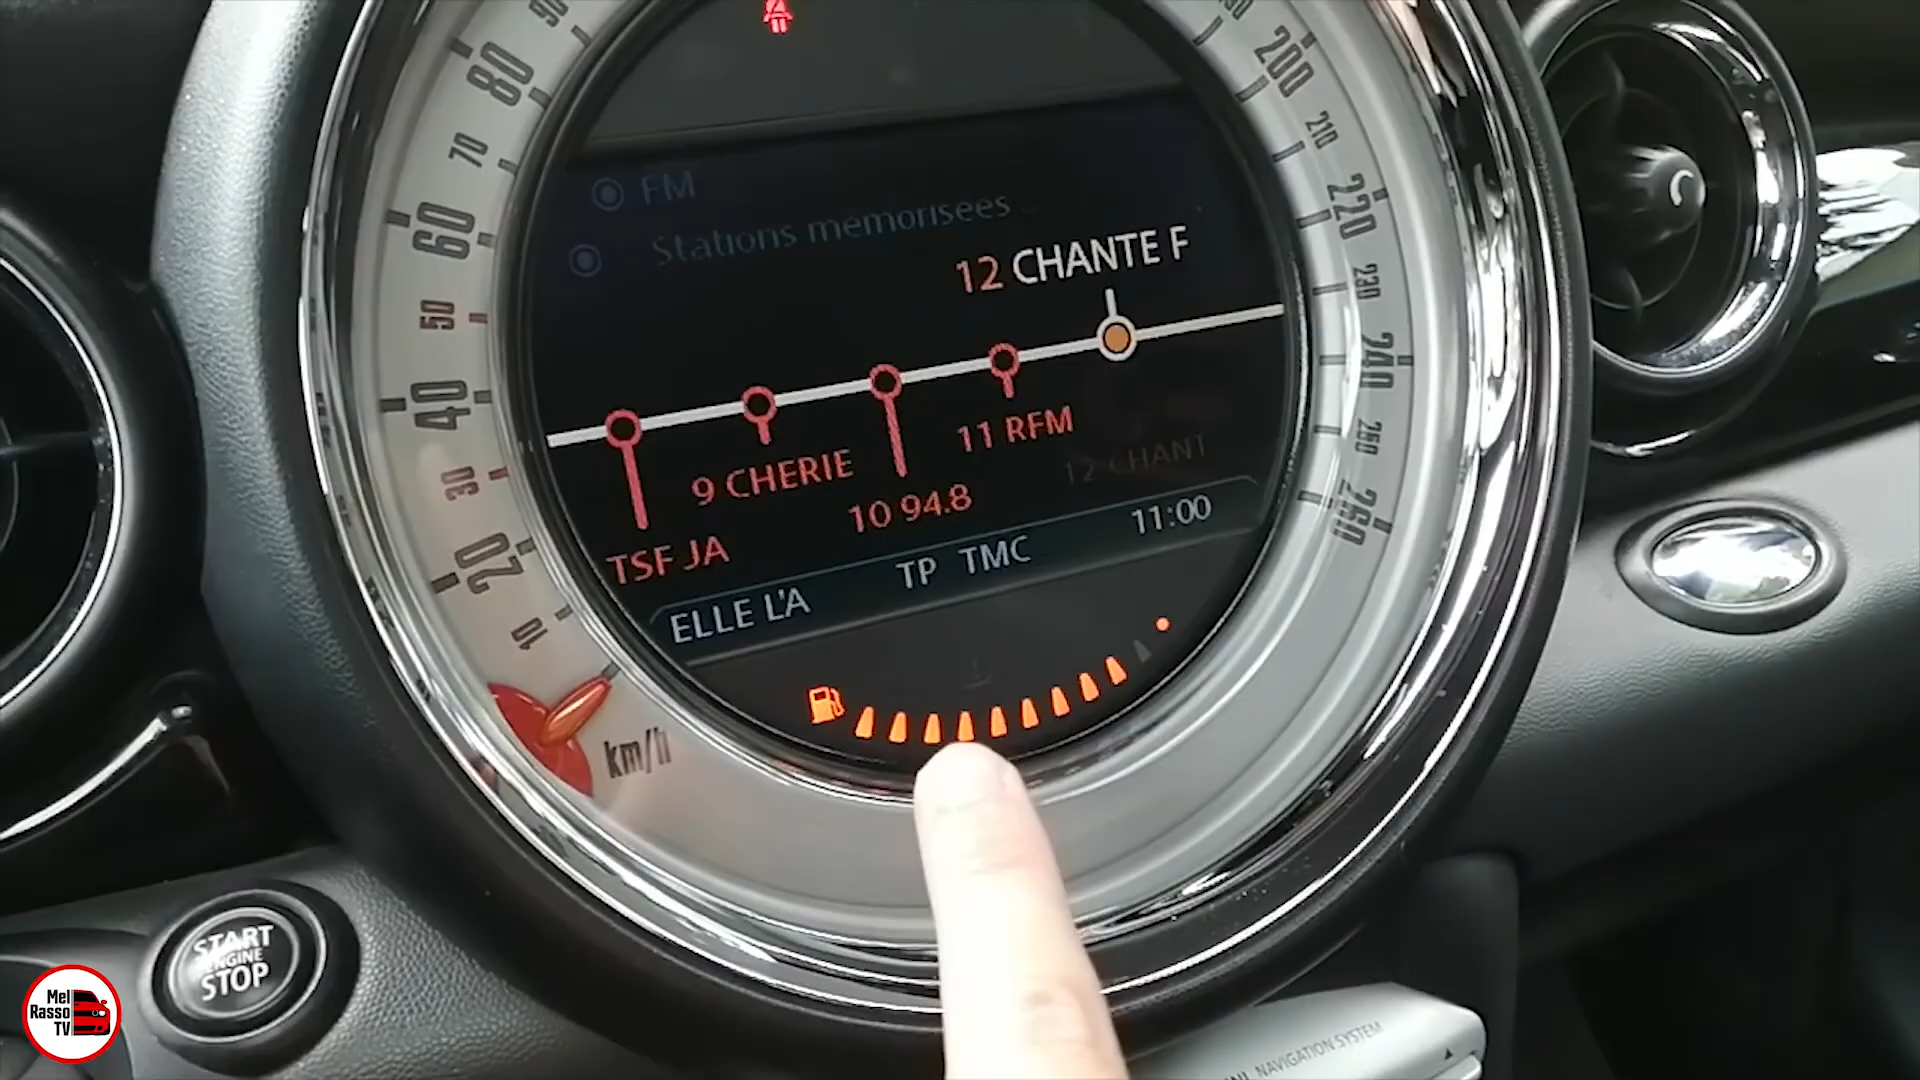 90
80
70
60
50
40
30
20
10
km/h
200
210
220
230
240
250
260
FM
Stations mémorisées
12 CHANTE F
11 RFM
9 CHERIE
12 CHANT
10 94.8
TSF JA
11:00
TP TMC
ELLE L'A
START
ENGINE
STOP
NAVIGATION SYSTEM
Mel
Rasso
TV